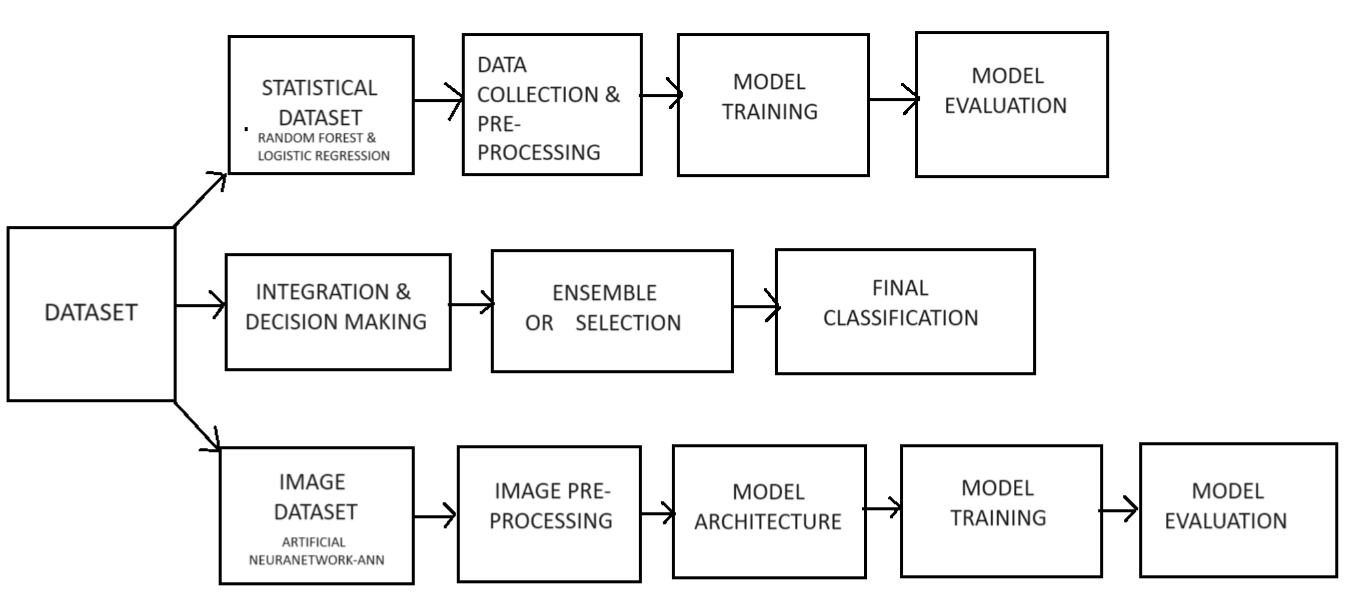 STATISTICAL
DATASET
RANDOM FOREST &
LOGISTIC REGRESSION
DATA
COLLECTION &
PRE-
PROCESSING
MODEL
TRAINING
MODEL
EVALUATION
DATASET
INTEGRATION &
DECISION MAKING
ENSEMBLE
OR SELECTION
FINAL
CLASSIFICATION
IMAGE
DATASET
ARTIFICIAL
NEURANETWORK-ANN
IMAGE PRE-
PROCESSING
MODEL
ARCHITECTURE
MODEL
TRAINING
MODEL
EVALUATION